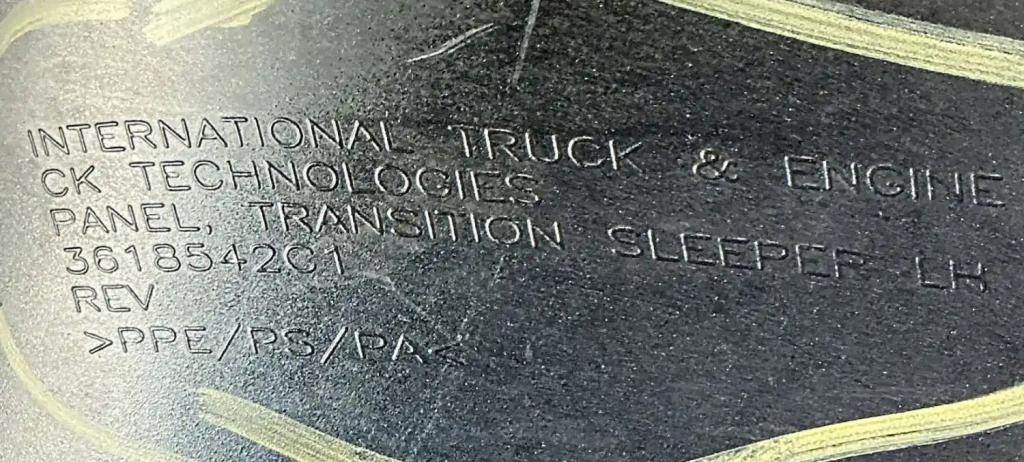 INTERNATIONAL TRUCK & ENGINE
CK TECHNOLOGIES
PANEL, TRANSITION SLEEPER LH
3618542C1
REV
>PPE/PS/PA<